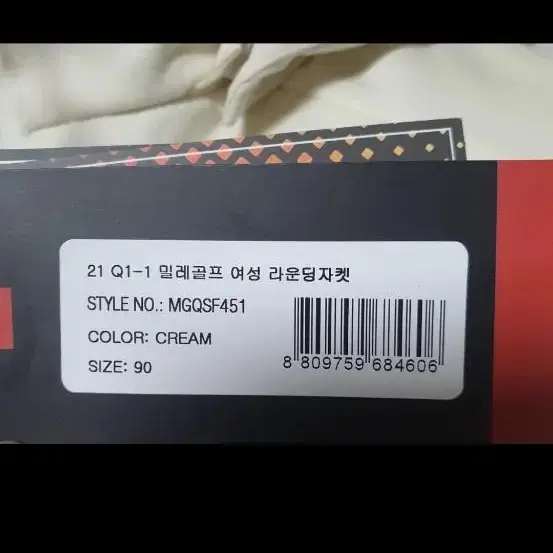 21 Q1-1 밀레골프 여성 라운딩자켓
STYLE NO.: MGQSF451
COLOR: CREAM
SIZE: 90
8 809759 684606